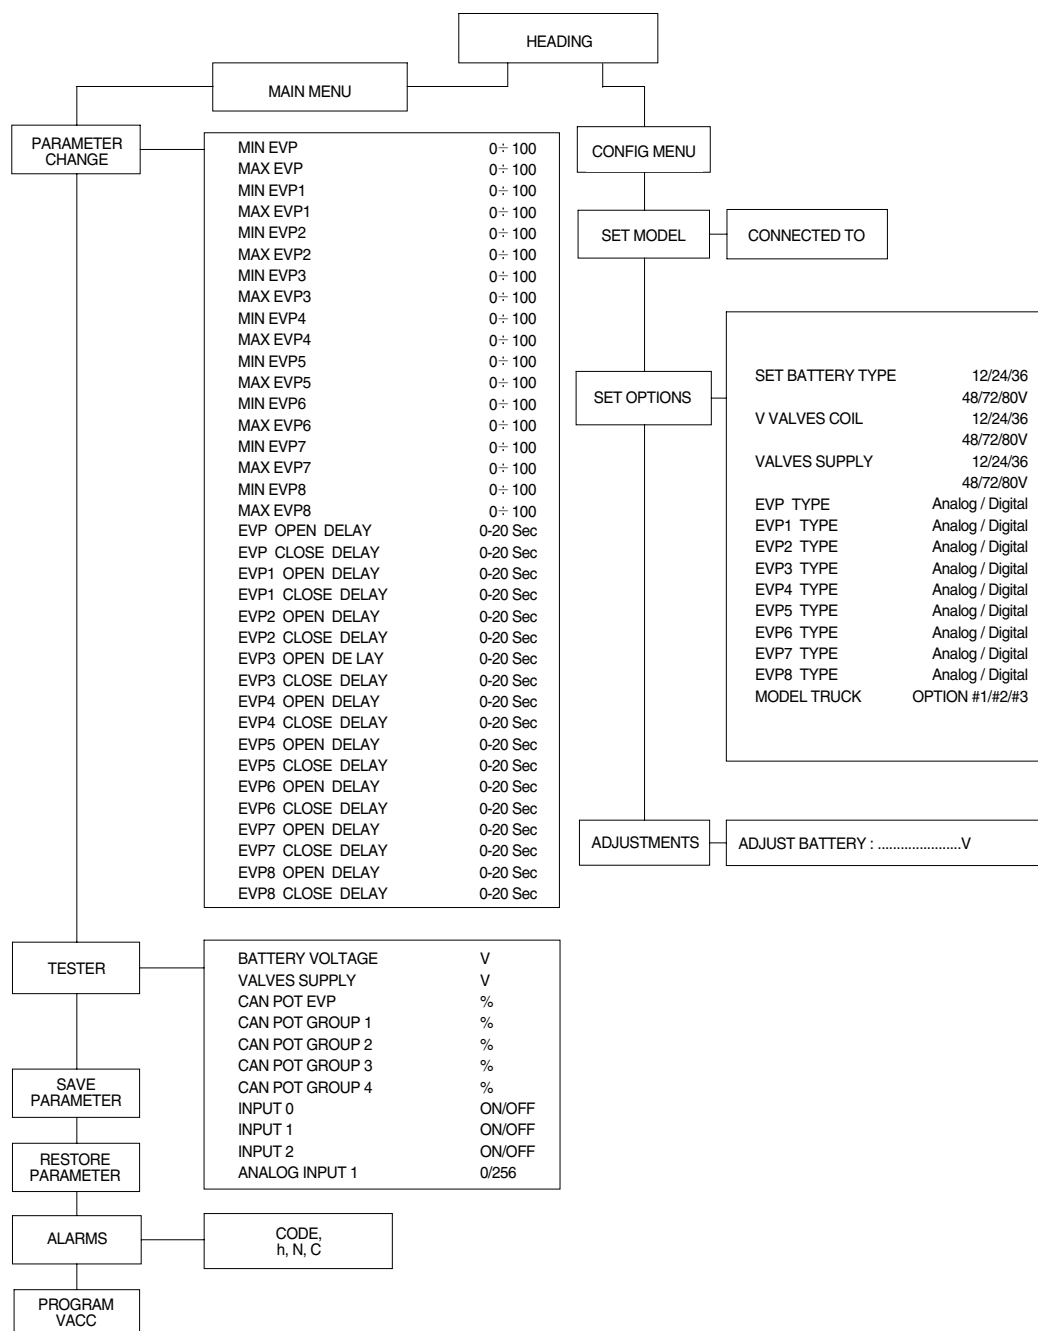 HEADING
MAIN MENU
PARAMETER
CHANGE
MIN EVP 0÷ 100
MAX EVP 0÷ 100
MIN EVP1 0÷ 100
MAX EVP1 0÷ 100
MIN EVP2 0÷ 100
MAX EVP2 0÷ 100
MIN EVP3 0÷ 100
MAX EVP3 0÷ 100
MIN EVP4 0÷ 100
MAX EVP4 0÷ 100
MIN EVP5 0÷ 100
MAX EVP5 0÷ 100
MIN EVP6 0÷ 100
MAX EVP6 0÷ 100
MIN EVP7 0÷ 100
MAX EVP7 0÷ 100
MIN EVP8 0÷ 100
MAX EVP8 0÷ 100
EVP OPEN DELAY 0-20 Sec
EVP CLOSE DELAY 0-20 Sec
EVP1 OPEN DELAY 0-20 Sec
EVP1 CLOSE DELAY 0-20 Sec
EVP2 OPEN DELAY 0-20 Sec
EVP2 CLOSE DELAY 0-20 Sec
EVP3 OPEN DE LAY 0-20 Sec
EVP3 CLOSE DELAY 0-20 Sec
EVP4 OPEN DELAY 0-20 Sec
EVP4 CLOSE DELAY 0-20 Sec
EVP5 OPEN DELAY 0-20 Sec
EVP5 CLOSE DELAY 0-20 Sec
EVP6 OPEN DELAY 0-20 Sec
EVP6 CLOSE DELAY 0-20 Sec
EVP7 OPEN DELAY 0-20 Sec
EVP7 CLOSE DELAY 0-20 Sec
EVP8 OPEN DELAY 0-20 Sec
EVP8 CLOSE DELAY 0-20 Sec
TESTER
BATTERY VOLTAGE V
VALVES SUPPLY V
CAN POT EVP %
CAN POT GROUP 1 %
CAN POT GROUP 2 %
CAN POT GROUP 3 %
CAN POT GROUP 4 %
INPUT 0 ON/OFF
INPUT 1 ON/OFF
INPUT 2 ON/OFF
ANALOG INPUT 1 0/256
SAVE
PARAMETER
RESTORE
PARAMETER
ALARMS
CODE,
h, N, C
PROGRAM
VACC
CONFIG MENU
SET MODEL
CONNECTED TO
SET OPTIONS
SET BATTERY TYPE 12/24/36
48/72/80V
V VALVES COIL 12/24/36
48/72/80V
VALVES SUPPLY 12/24/36
48/72/80V
EVP TYPE Analog / Digital
EVP1 TYPE Analog / Digital
EVP2 TYPE Analog / Digital
EVP3 TYPE Analog / Digital
EVP4 TYPE Analog / Digital
EVP5 TYPE Analog / Digital
EVP6 TYPE Analog / Digital
EVP7 TYPE Analog / Digital
EVP8 TYPE Analog / Digital
MODEL TRUCK OPTION #1/#2/#3
ADJUSTMENTS
ADJUST BATTERY : ......................V